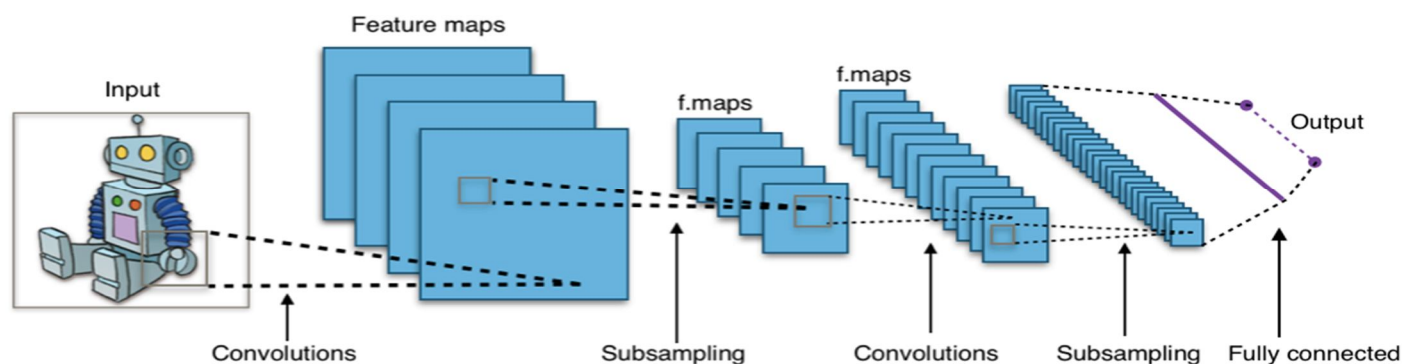 Feature maps
f.maps
Input
f.maps
Output
Convolutions
Subsampling
Convolutions
Subsampling
Fully connected